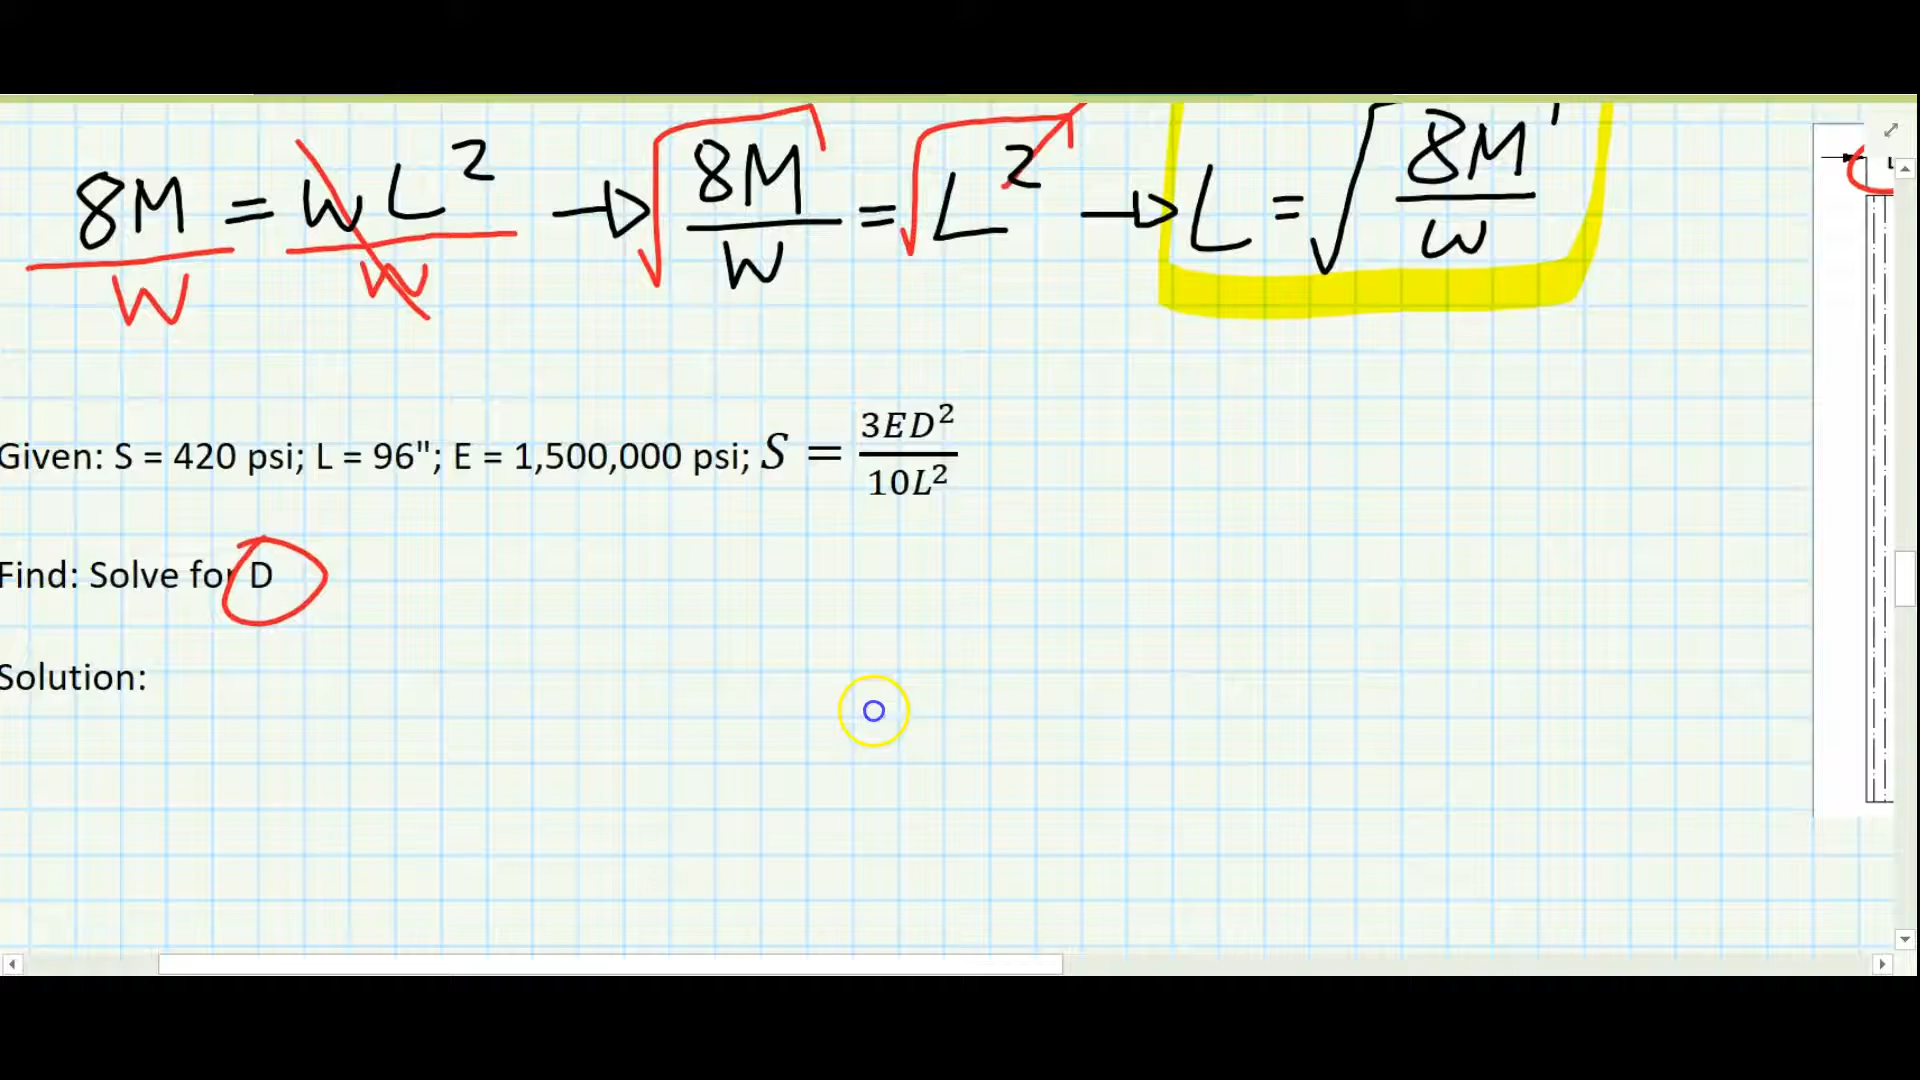 8M/W = WL²/W → √(8M/W) = √L² → L = √(8M/W)
Given: S = 420 psi; L = 96"; E = 1,500,000 psi; S = 3ED²/10L²
Find: Solve for D
Solution: